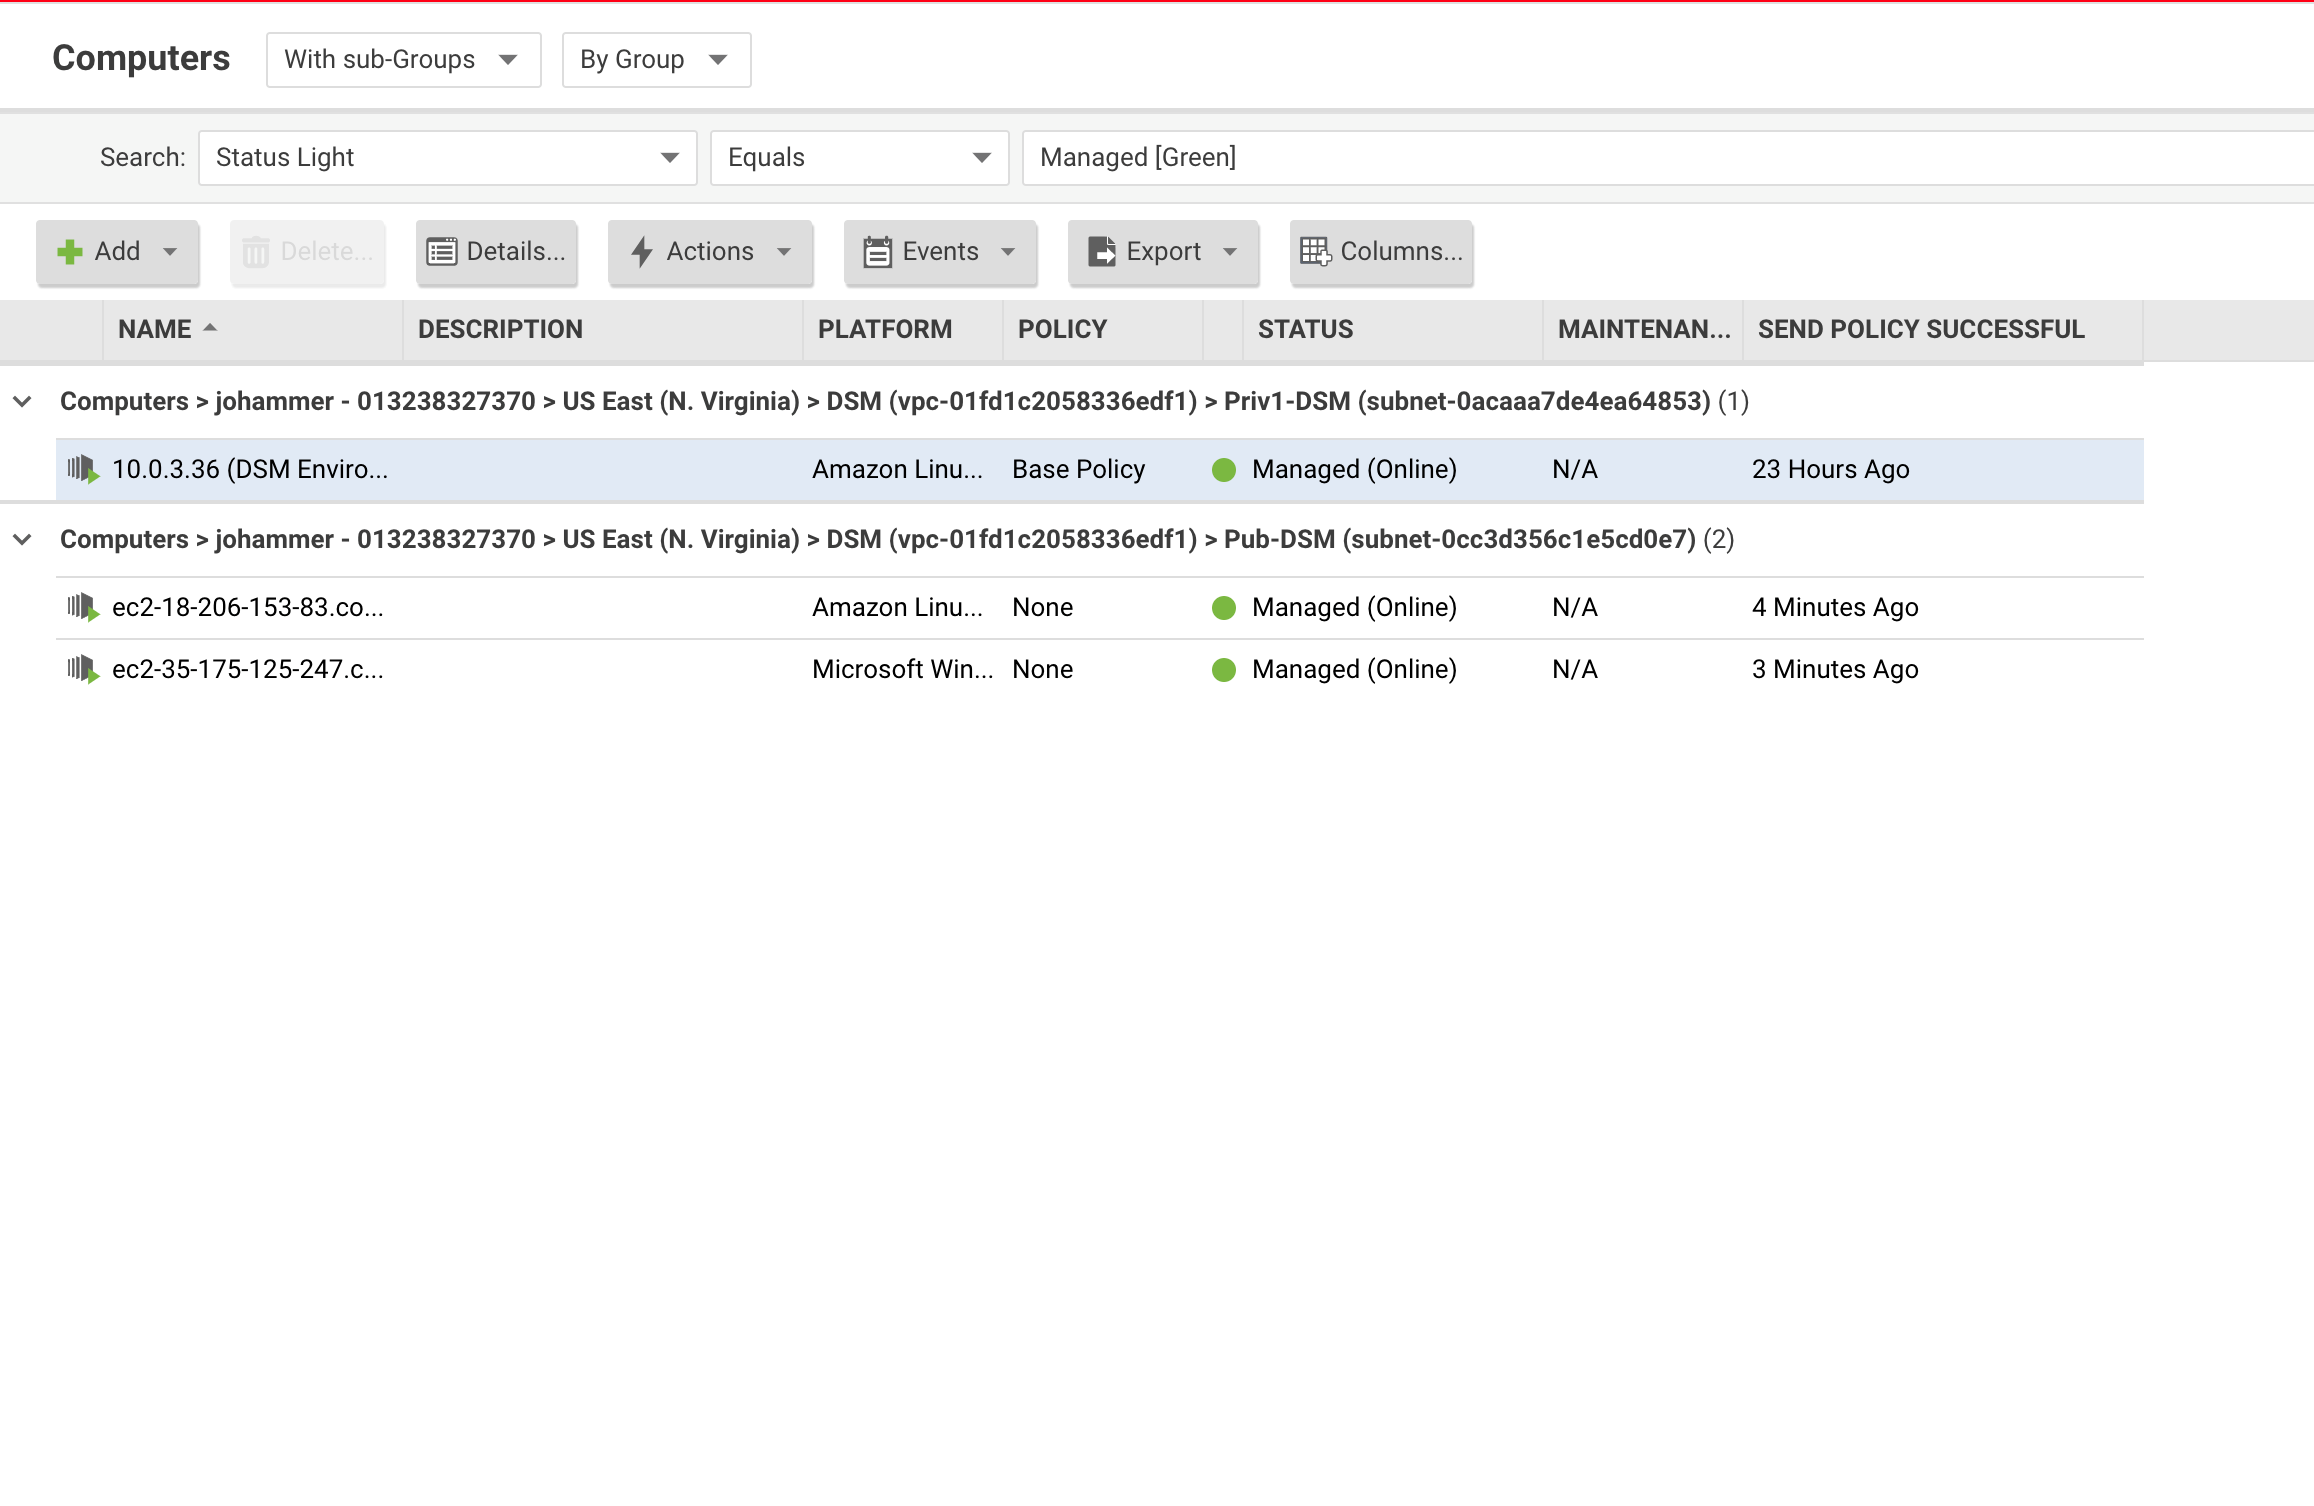 Computers With sub-Groups By Group
Search: Status Light Equals Managed [Green]
Add Delete... Details... Actions Events Export Columns...
NAME DESCRIPTION PLATFORM POLICY STATUS MAINTENAN... SEND POLICY SUCCESSFUL
Computers > johammer - 013238327370 > US East (N. Virginia) > DSM (vpc-01fd1c2058336edf1) > Priv1-DSM (subnet-0acaaa7de4ea64853) (1)
10.0.3.36 (DSM Enviro... Amazon Linu... Base Policy Managed (Online) N/A 23 Hours Ago
Computers > johammer - 013238327370 > US East (N. Virginia) > DSM (vpc-01fd1c2058336edf1) > Pub-DSM (subnet-0cc3d356c1e5cd0e7) (2)
ec2-18-206-153-83.co... Amazon Linu... None Managed (Online) N/A 4 Minutes Ago
ec2-35-175-125-247.c... Microsoft Win... None Managed (Online) N/A 3 Minutes Ago